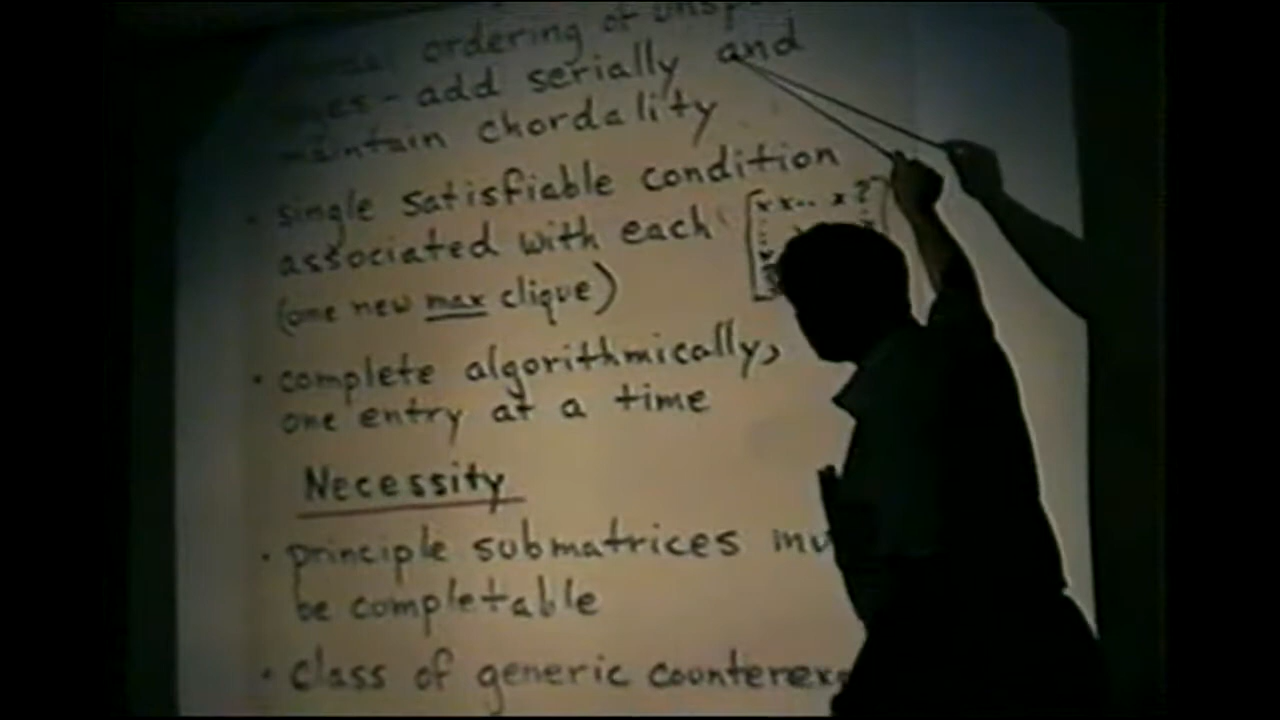 ordering of
add serially and
maintain chordality
• single satisfiable condition
associated with each [x x .. x ?
(one new max clique)
• complete algorithmically,
one entry at a time
Necessity
• principle submatrices
be completable
• class of generic